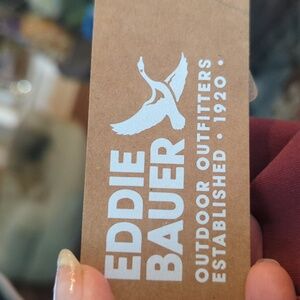 EDDIE
BAUER
OUTDOOR OUTFITTERS
ESTABLISHED • 1920 •